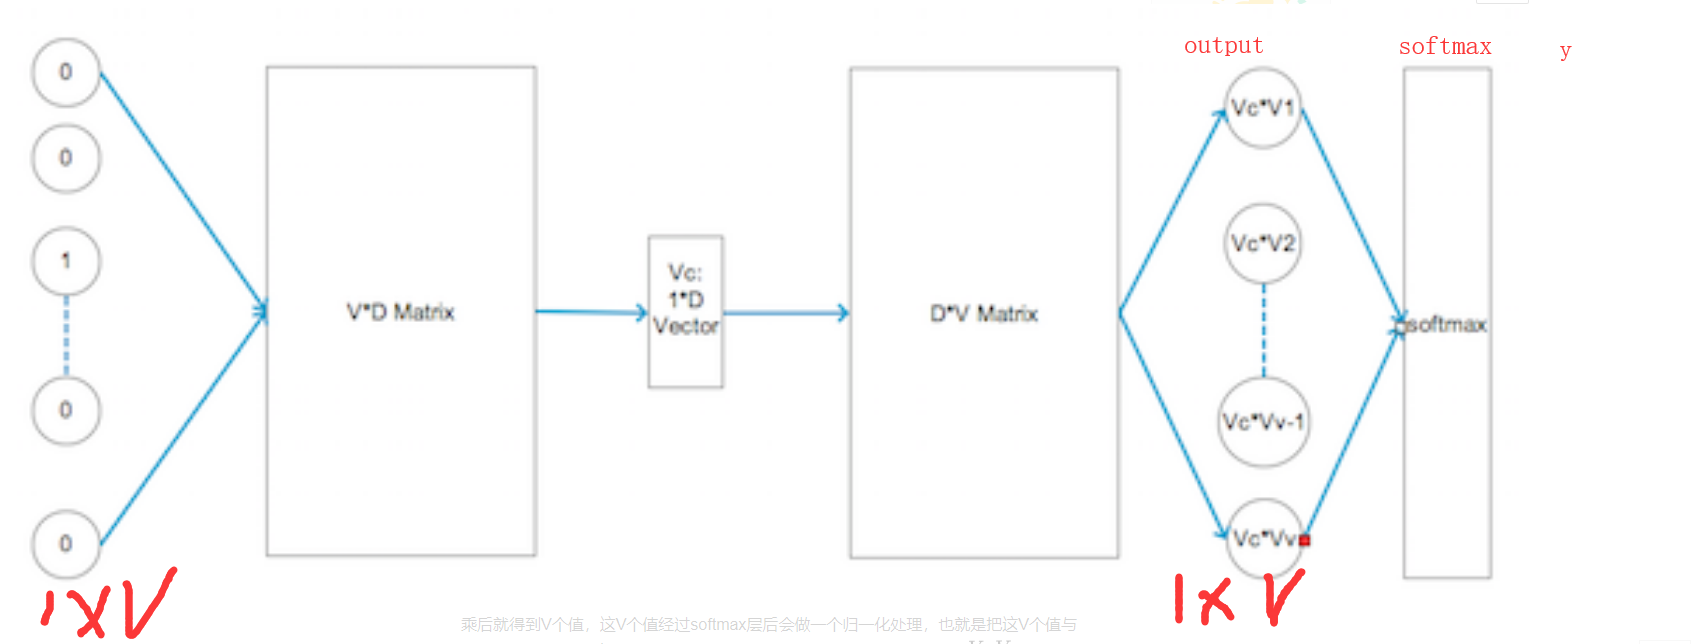 output softmax y
0
0
1
0
0
V*D Matrix
Vc:
1*D
Vector
D*V Matrix
Vc*V1
Vc*V2
Vc*Vv-1
Vc*Vv
softmax
1XV
1XV
乘后就得到V个值，这V个值经过softmax层后会做一个归一化处理，也就是把这V个值与